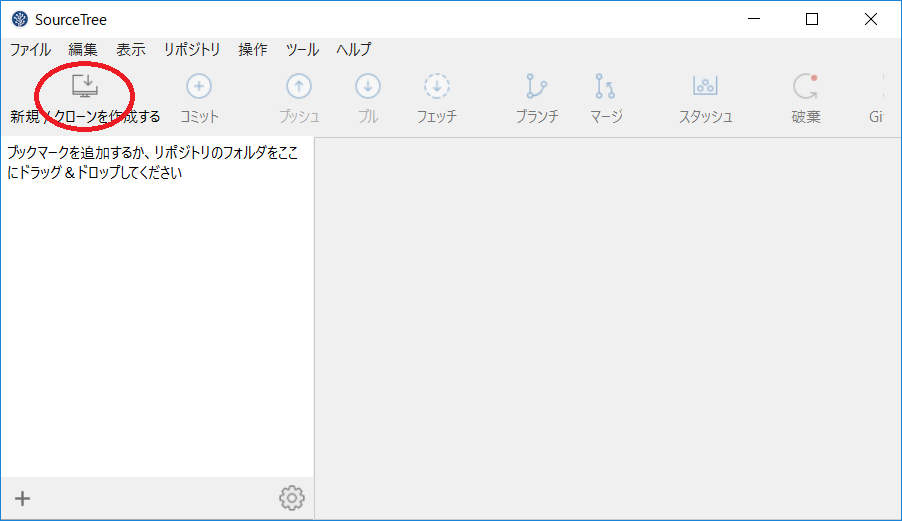 SourceTree
ファイル 編集 表示 リポジトリ 操作 ツール ヘルプ
新規 / クローンを作成する コミット プッシュ プル フェッチ ブランチ マージ スタッシュ 破棄 Git
ブックマークを追加するか、リポジトリのフォルダをここ
にドラッグ＆ドロップしてください